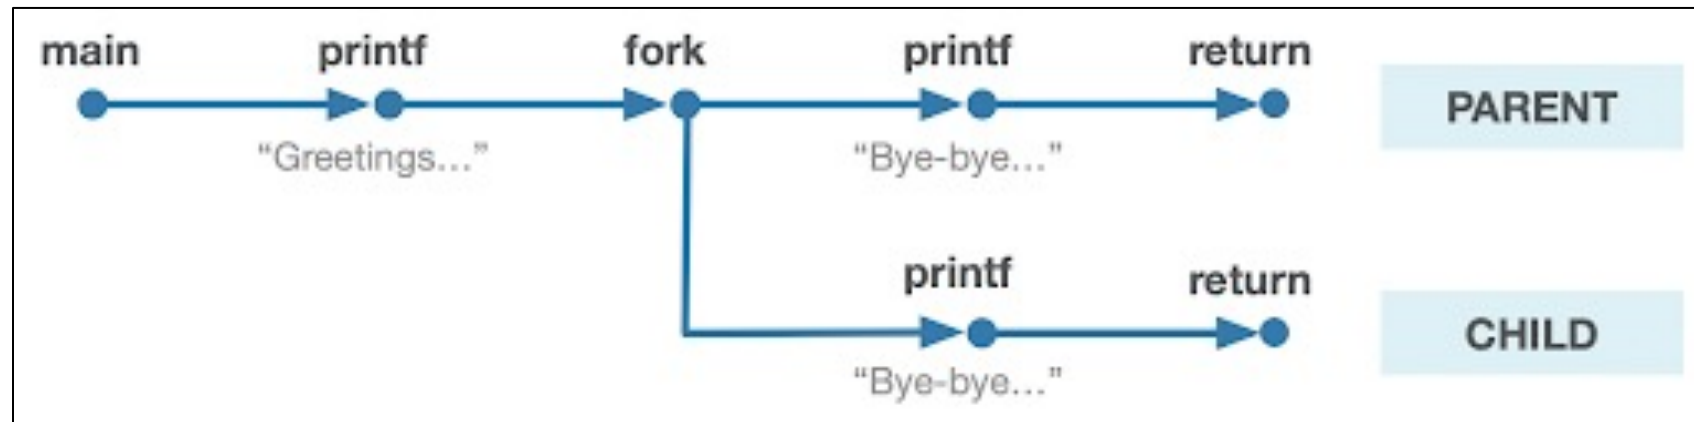 main printf fork printf return
PARENT
“Greetings...” “Bye-bye...”
printf return
CHILD
“Bye-bye...”